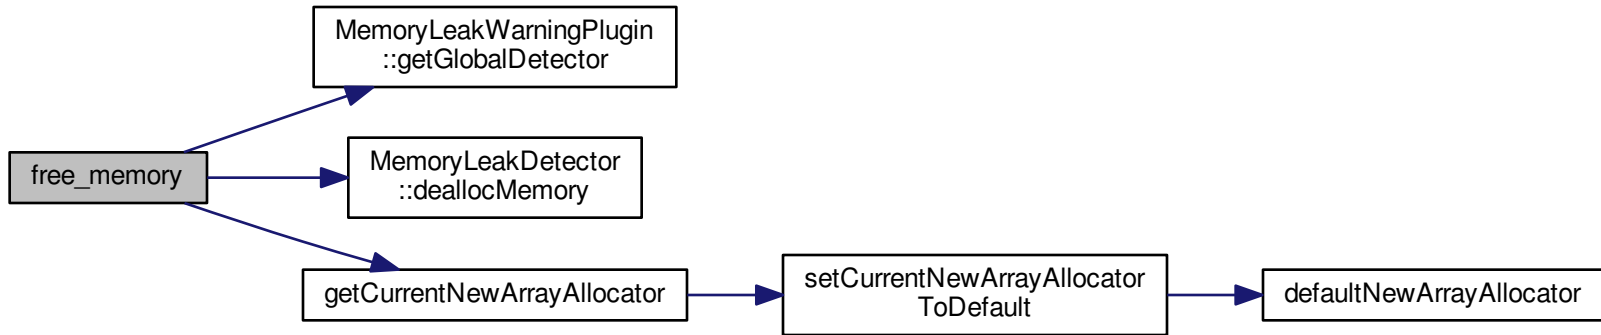 MemoryLeakWarningPlugin
::getGlobalDetector
free_memory
MemoryLeakDetector
::deallocMemory
getCurrentNewArrayAllocator
setCurrentNewArrayAllocator
ToDefault
defaultNewArrayAllocator